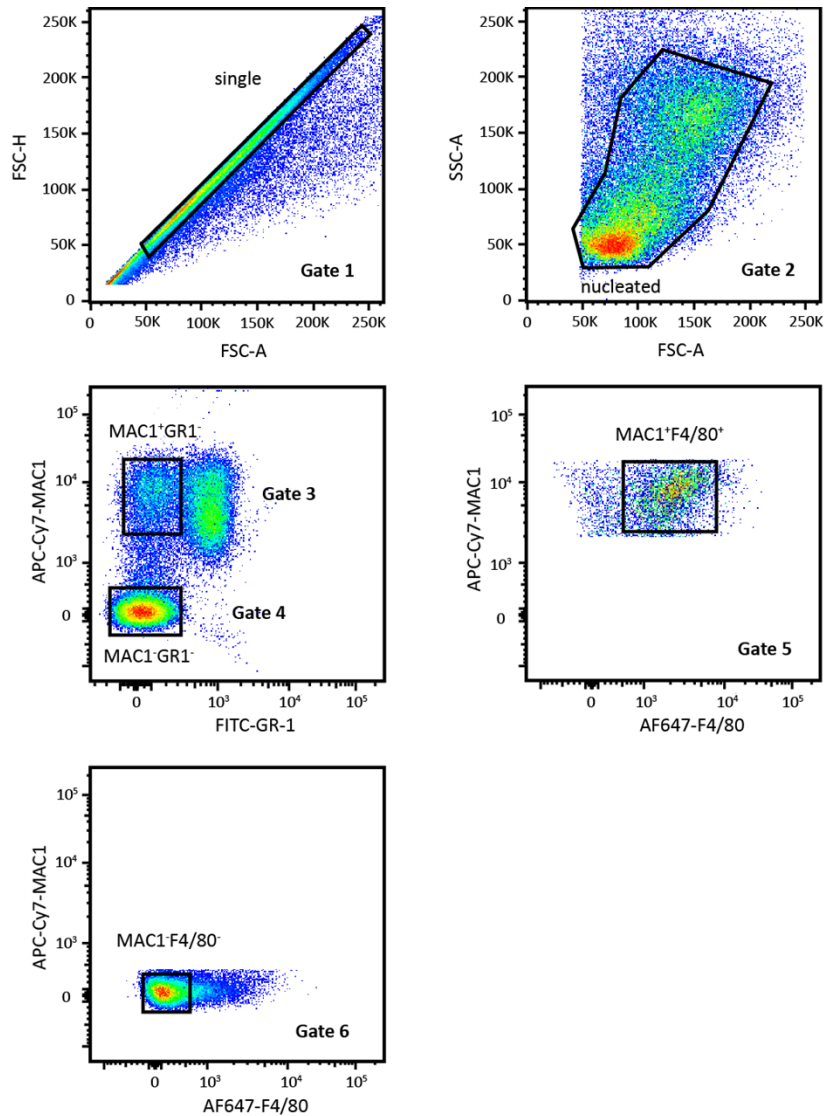 250K
200K
150K
100K
50K
0
FSC-H
single
Gate 1
0 50K 100K 150K 200K 250K
FSC-A
250K
200K
150K
100K
50K
0
SSC-A
Gate 2
nucleated
0 50K 100K 150K 200K 250K
FSC-A
10⁵
10⁴
10³
0
APC-Cy7-MAC1
MAC1⁺GR1⁻
Gate 3
Gate 4
MAC1⁻GR1⁻
0 10³ 10⁴ 10⁵
FITC-GR-1
10⁵
10⁴
10³
0
APC-Cy7-MAC1
MAC1⁺F4/80⁺
Gate 5
0 10³ 10⁴ 10⁵
AF647-F4/80
10⁵
10⁴
10³
0
APC-Cy7-MAC1
MAC1⁻F4/80⁻
Gate 6
0 10³ 10⁴ 10⁵
AF647-F4/80